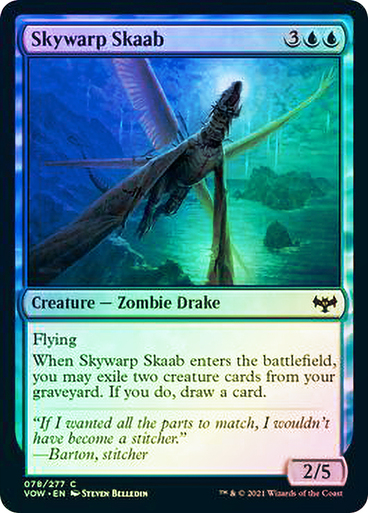 Skywarp Skaab 3
Creature — Zombie Drake
Flying
When Skywarp Skaab enters the battlefield,
you may exile two creature cards from your
graveyard. If you do, draw a card.
"If I wanted all the parts to match, I wouldn't
have become a stitcher."
—Barton, stitcher
2/5
078/277 C
VOW • EN Steven Belledin ™ & © 2021 Wizards of the Coast